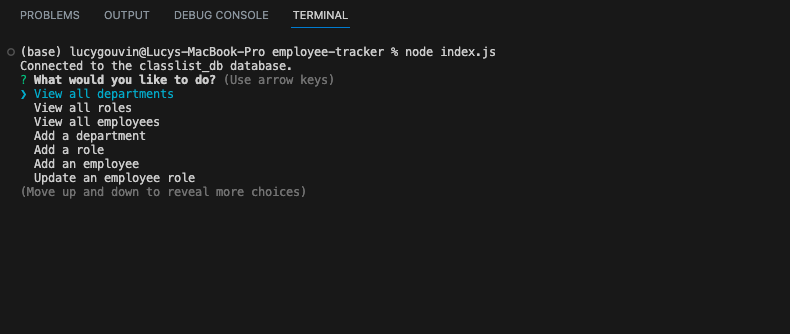 PROBLEMS OUTPUT DEBUG CONSOLE TERMINAL
(base) lucygouvin@Lucys-MacBook-Pro employee-tracker % node index.js
Connected to the classlist_db database.
? What would you like to do? (Use arrow keys)
❯ View all departments
View all roles
View all employees
Add a department
Add a role
Add an employee
Update an employee role
(Move up and down to reveal more choices)